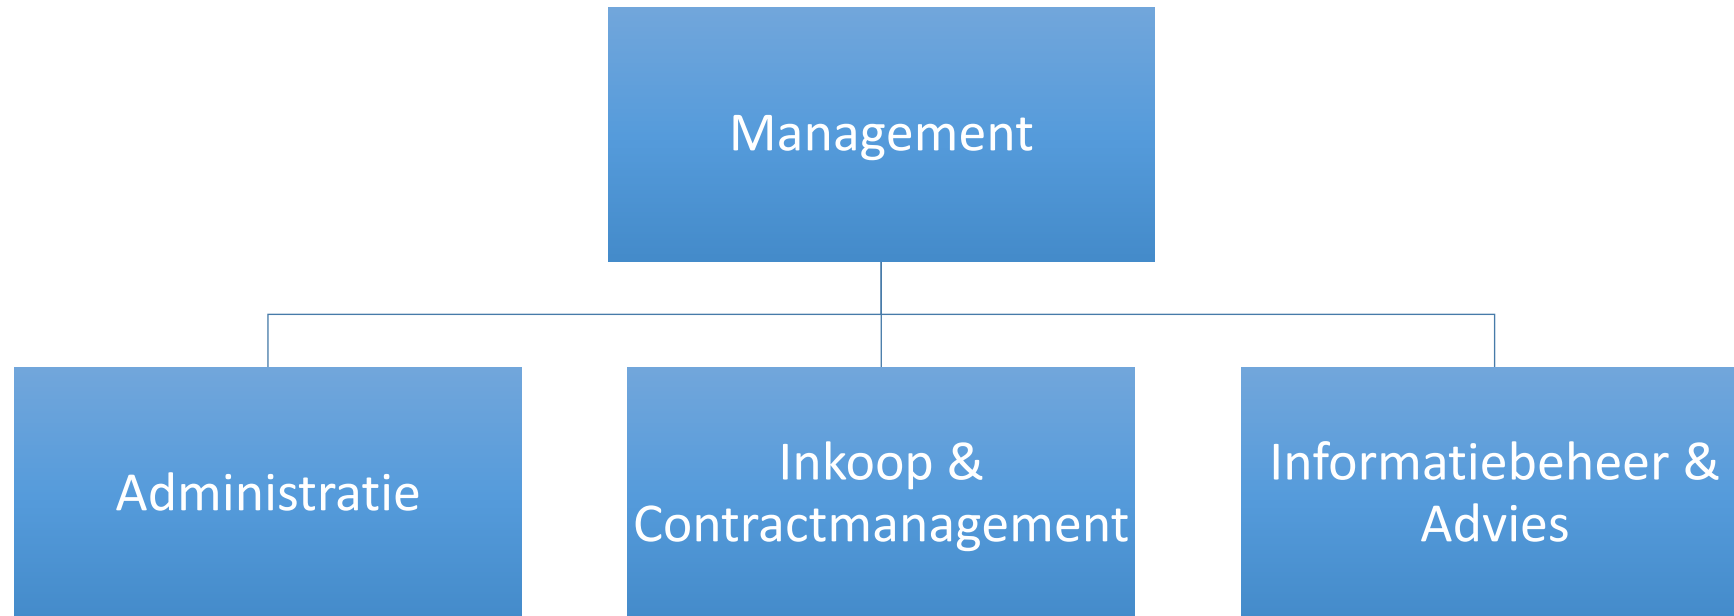 Management
Administratie
Inkoop &
Contractmanagement
Informatiebeheer &
Advies